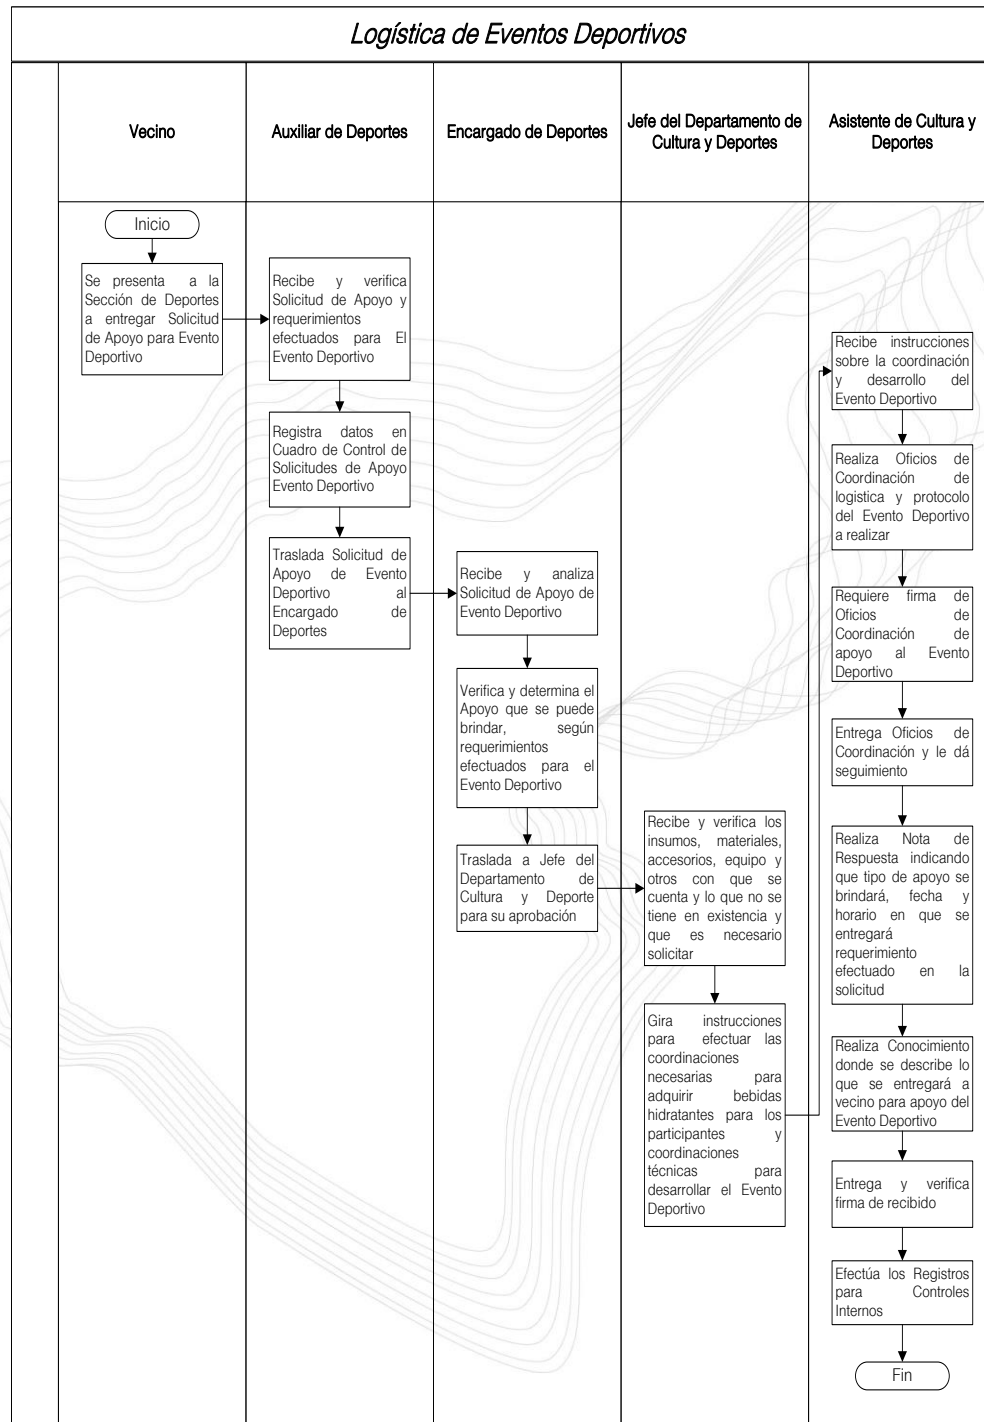 Logística de Eventos Deportivos
Vecino
Auxiliar de Deportes
Encargado de Deportes
Jefe del Departamento de
Cultura y Deportes
Asistente de Cultura y
Deportes
Inicio
Se presenta a la
Sección de Deportes
a entregar Solicitud
de Apoyo para Evento
Deportivo
Recibe y verifica
Solicitud de Apoyo y
requerimientos
efectuados para El
Evento Deportivo
Registra datos en
Cuadro de Control de
Solicitudes de Apoyo
Evento Deportivo
Traslada Solicitud de
Apoyo de Evento
Deportivo al
Encargado de
Deportes
Recibe y analiza
Solicitud de Apoyo de
Evento Deportivo
Verifica y determina el
Apoyo que se puede
brindar, según
requerimientos
efectuados para el
Evento Deportivo
Traslada a Jefe del
Departamento de
Cultura y Deporte
para su aprobación
Recibe y verifica los
insumos, materiales,
accesorios, equipo y
otros con que se
cuenta y lo que no se
tiene en existencia y
que es necesario
solicitar
Gira instrucciones
para efectuar las
coordinaciones
necesarias para
adquirir bebidas
hidratantes para los
participantes y
coordinaciones
técnicas para
desarrollar el Evento
Deportivo
Recibe instrucciones
sobre la coordinación
y desarrollo del
Evento Deportivo
Realiza Oficios de
Coordinación de
logistica y protocolo
del Evento Deportivo
a realizar
Requiere firma de
Oficios de
Coordinación de
apoyo al Evento
Deportivo
Entrega Oficios de
Coordinación y le dá
seguimiento
Realiza Nota de
Respuesta indicando
que tipo de apoyo se
brindará, fecha y
horario en que se
entregará
requerimiento
efectuado en la
solicitud
Realiza Conocimiento
donde se describe lo
que se entregará a
vecino para apoyo del
Evento Deportivo
Entrega y verifica
firma de recibido
Efectúa los Registros
para Controles
Internos
Fin